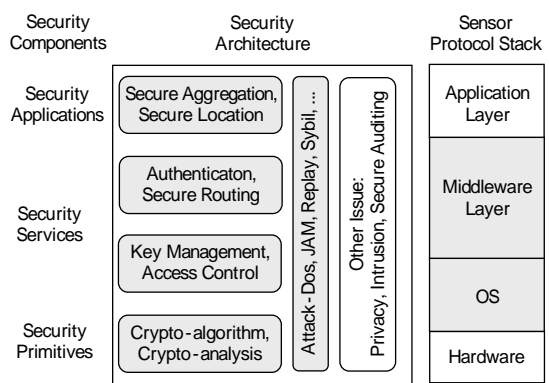 Security
Components
Security
Architecture
Sensor
Protocol Stack
Security
Applications
Secure Aggregation,
Secure Location
Authenticaton,
Secure Routing
Security
Services
Key Management,
Access Control
Security
Primitives
Crypto-algorithm,
Crypto-analysis
Attack-Dos, JAM, Replay, Sybil, ...
Other Issue:
Privacy, Intrusion, Secure Auditing
Application
Layer
Middleware
Layer
OS
Hardware